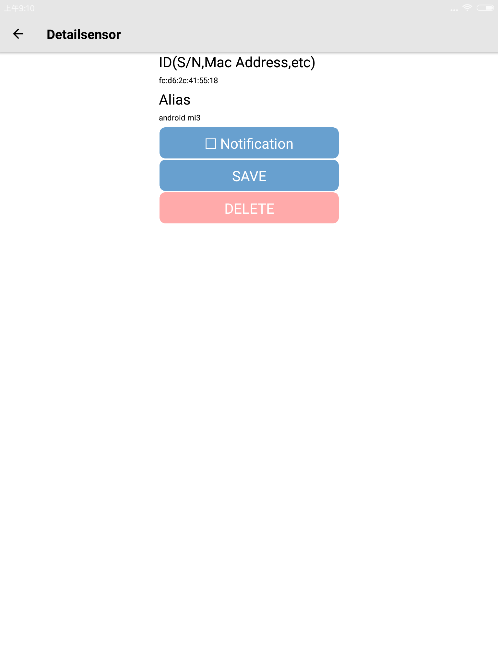 Detailsensor
ID(S/N,Mac Address,etc)
fc:d6:2c:41:55:18
Alias
android mi3
Notification
SAVE
DELETE